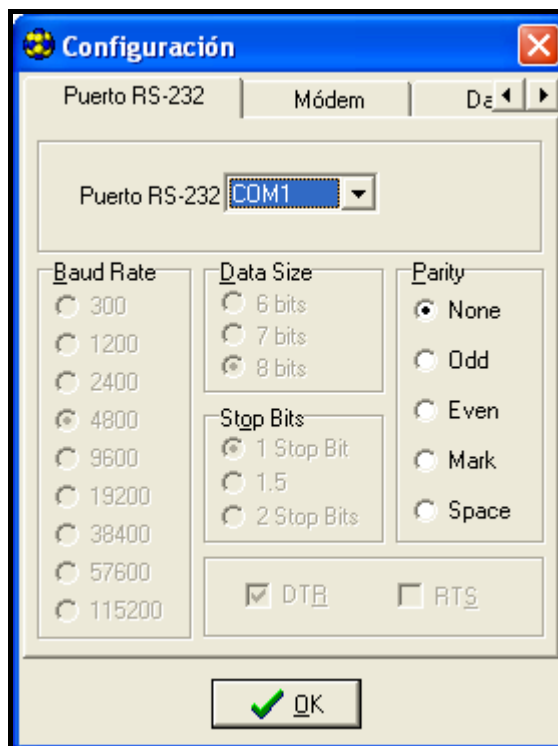 Configuración
Puerto RS-232 Módem Da
Puerto RS-232 COM1
Baud Rate
300
1200
2400
4800
9600
19200
38400
57600
115200
Data Size
6 bits
7 bits
8 bits
Stop Bits
1 Stop Bit
1.5
2 Stop Bits
Parity
None
Odd
Even
Mark
Space
DTR RTS
OK